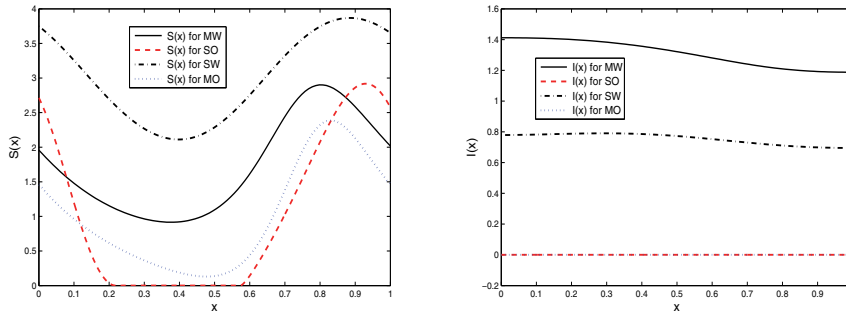 4
3.5
3
2.5
2
1.5
1
0.5
0
S(x)
S(x) for MW
S(x) for SO
S(x) for SW
S(x) for MO
0 0.1 0.2 0.3 0.4 0.5 0.6 0.7 0.8 0.9 1
x
1.6
1.4
1.2
1
0.8
0.6
0.4
0.2
0
−0.2
I(x)
I(x) for MW
I(x) for SO
I(x) for SW
I(x) for MO
0 0.1 0.2 0.3 0.4 0.5 0.6 0.7 0.8 0.9
x